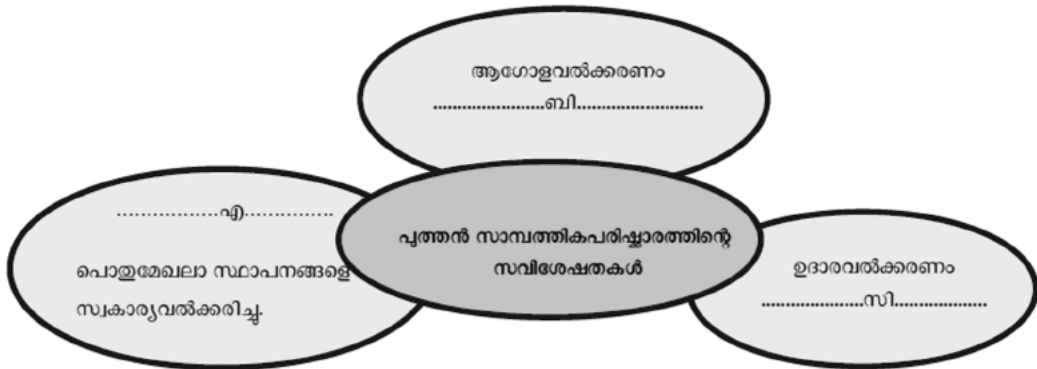 ആഗോളവൽക്കരണം
.......................ബി..........................
.................എ...............
പൊതുമേഖലാ സ്ഥാപനങ്ങളെ
സ്വകാര്യവൽക്കരിച്ചു.
പുത്തൻ സാമ്പത്തികപരിഷ്കാരത്തിന്റെ
സവിശേഷതകൾ
ഉദാരവൽക്കരണം
.....................സി...................